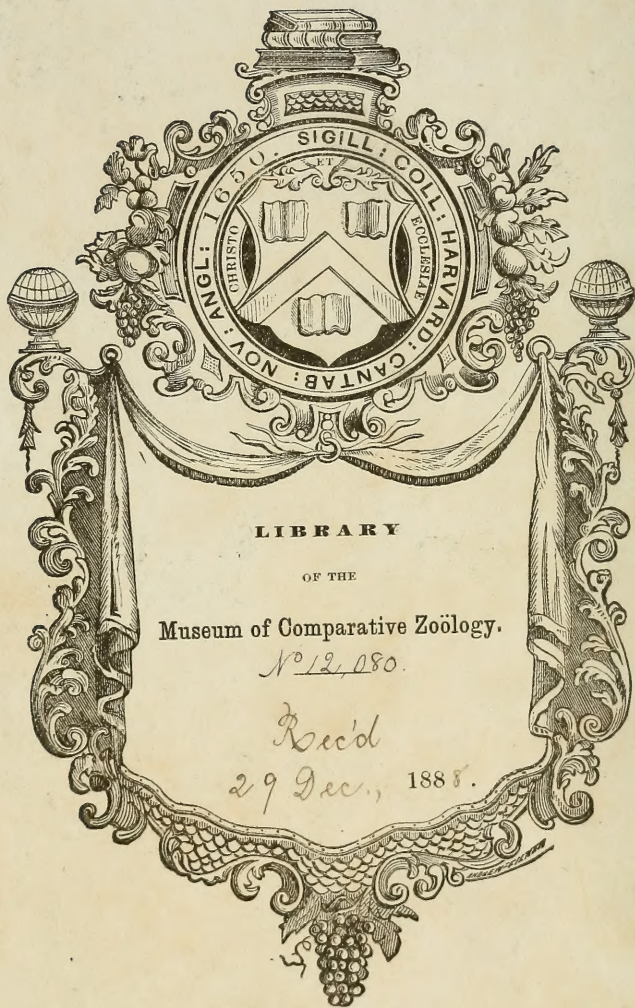 SIGILL: COLL: HARVARD: CANTAB: NOV: ANGL: 1650.
ET
CHRISTO
ECCLESIAE
LIBRARY
OF THE
Museum of Comparative Zoölogy.
Nº 12,080.
Rec'd
29 Dec., 1888.